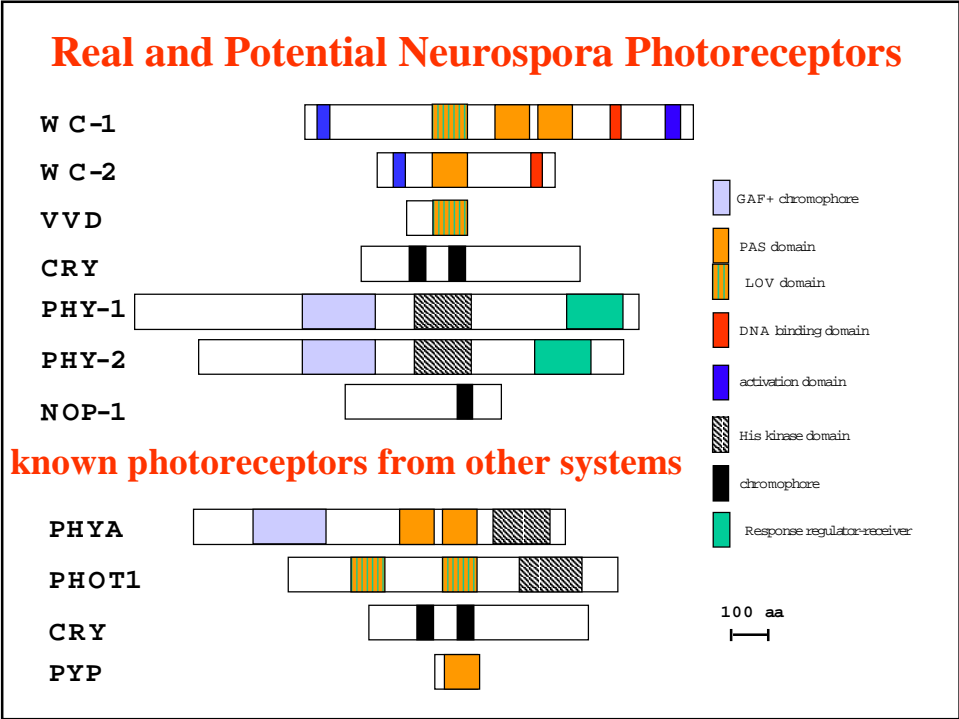 Real and Potential Neurospora Photoreceptors
WC-1
WC-2
VVD
CRY
PHY-1
PHY-2
NOP-1
GAF+ chromophore
PAS domain
LOV domain
DNA binding domain
activation domain
His kinase domain
chromophore
Response regulator-receiver
known photoreceptors from other systems
PHYA
PHOT1
CRY
PYP
100 aa